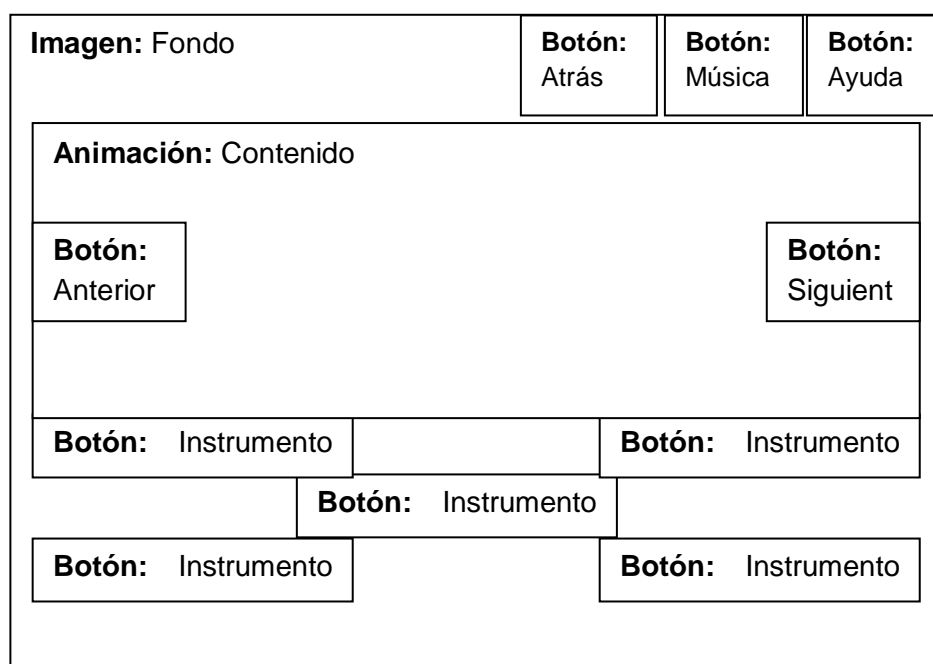 Imagen: Fondo
Botón:
Atrás
Botón:
Música
Botón:
Ayuda
Animación: Contenido
Botón:
Anterior
Botón:
Siguient
Botón: Instrumento
Botón: Instrumento
Botón: Instrumento
Botón: Instrumento
Botón: Instrumento